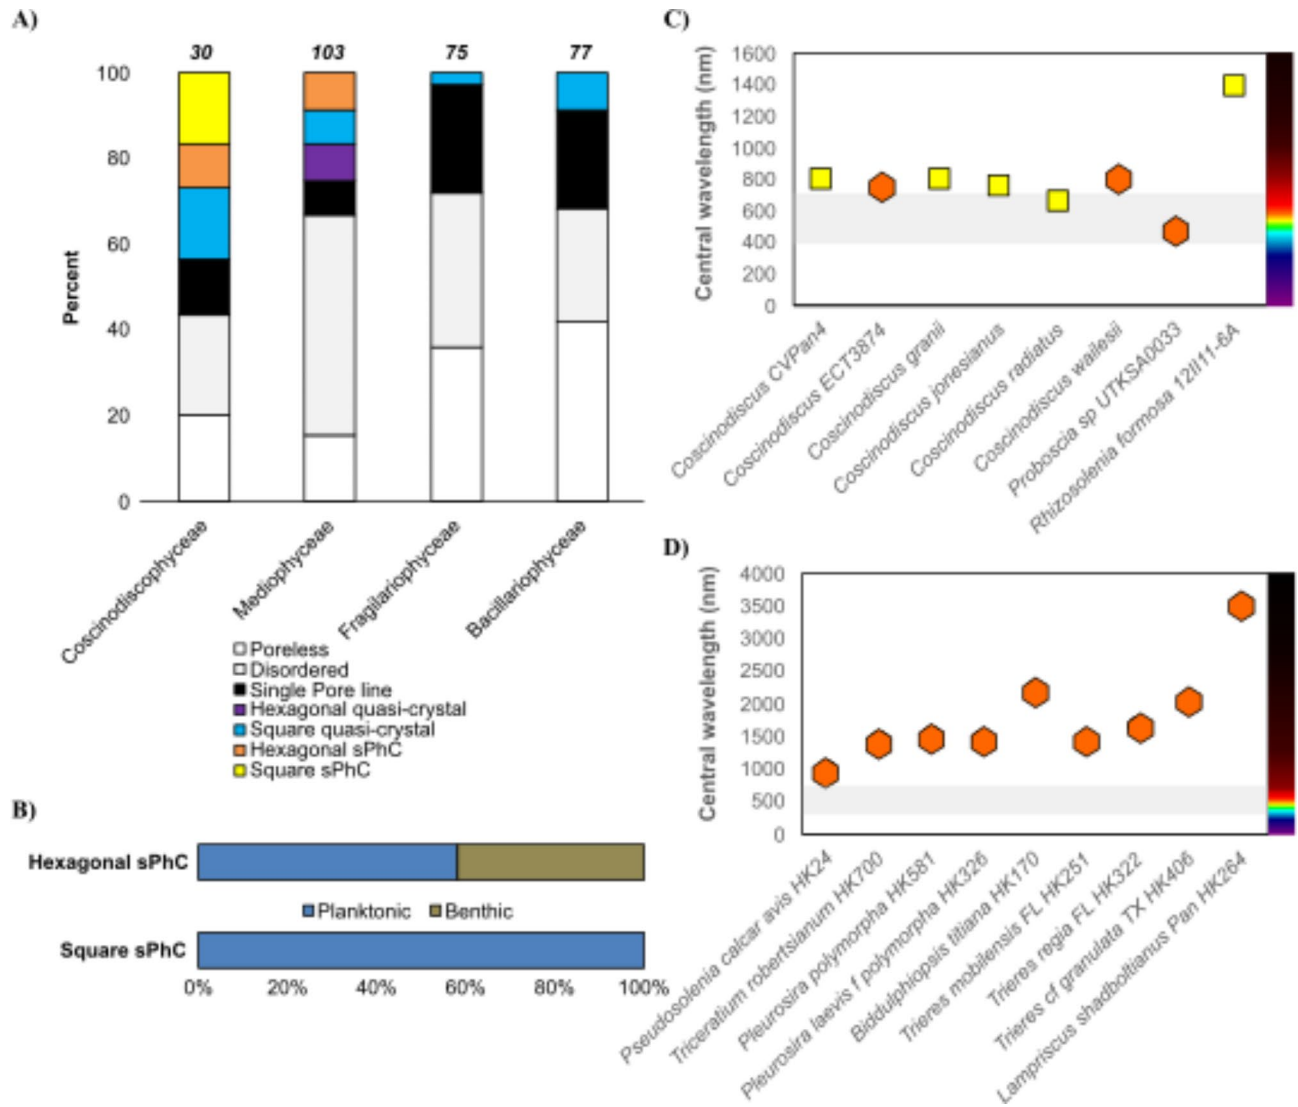 A)
30 103 75 77
100
80
60
40
20
0
Percent
Coscinodiscophyceae
Mediophyceae
Fragilariophyceae
Bacillariophyceae
Poreless
Disordered
Single Pore line
Hexagonal quasi-crystal
Square quasi-crystal
Hexagonal sPhC
Square sPhC
B)
Hexagonal sPhC
Planktonic Benthic
Square sPhC
0% 20% 40% 60% 80% 100%
C)
Central wavelength (nm)
1600
1400
1200
1000
800
600
400
200
0
Coscinodiscus CVPan4
Coscinodiscus ECT3874
Coscinodiscus granii
Coscinodiscus jonesianus
Coscinodiscus radiatus
Coscinodiscus wailesii
Proboscia sp UTKSA0033
Rhizosolenia formosa 12II11-6A
D)
Central wavelength (nm)
4000
3500
3000
2500
2000
1500
1000
500
0
Pseudosolenia calcar avis HK24
Triceratium robertsianum HK700
Pleurosira polymorpha HK581
Pleurosira laevis f polymorpha HK326
Biddulphiopsis titiana HK170
Trieres mobilensis FL HK251
Trieres regia FL HK322
Trieres cf granulata TX HK406
Lampriscus shadboltianus Pan HK264